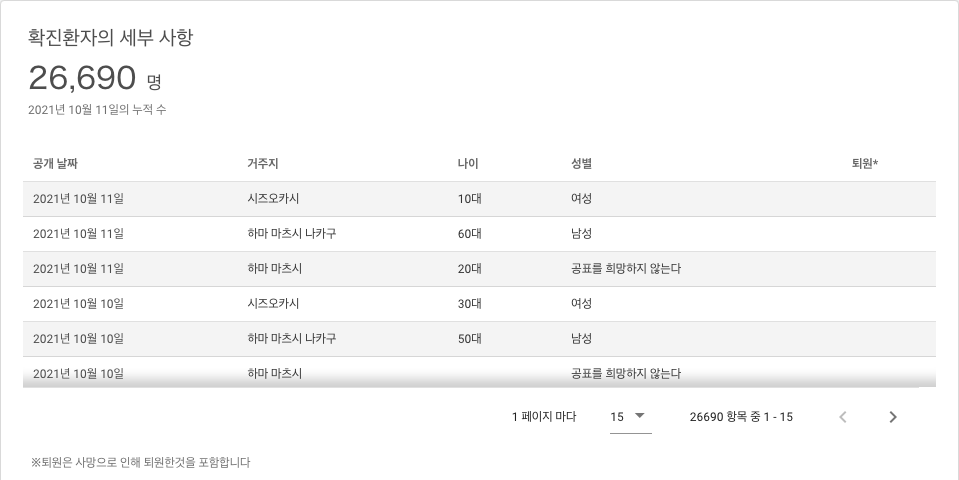 확진환자의 세부 사항
26,690 명
2021년 10월 11일의 누적 수
공개 날짜 거주지 나이 성별 퇴원*
2021년 10월 11일 시즈오카시 10대 여성
2021년 10월 11일 하마 마츠시 나카구 60대 남성
2021년 10월 11일 하마 마츠시 20대 공표를 희망하지 않는다
2021년 10월 10일 시즈오카시 30대 여성
2021년 10월 10일 하마 마츠시 나카구 50대 남성
2021년 10월 10일 하마 마츠시 공표를 희망하지 않는다
1 페이지 마다 15 26690 항목 중 1 - 15
※퇴원은 사망으로 인해 퇴원한것을 포함합니다